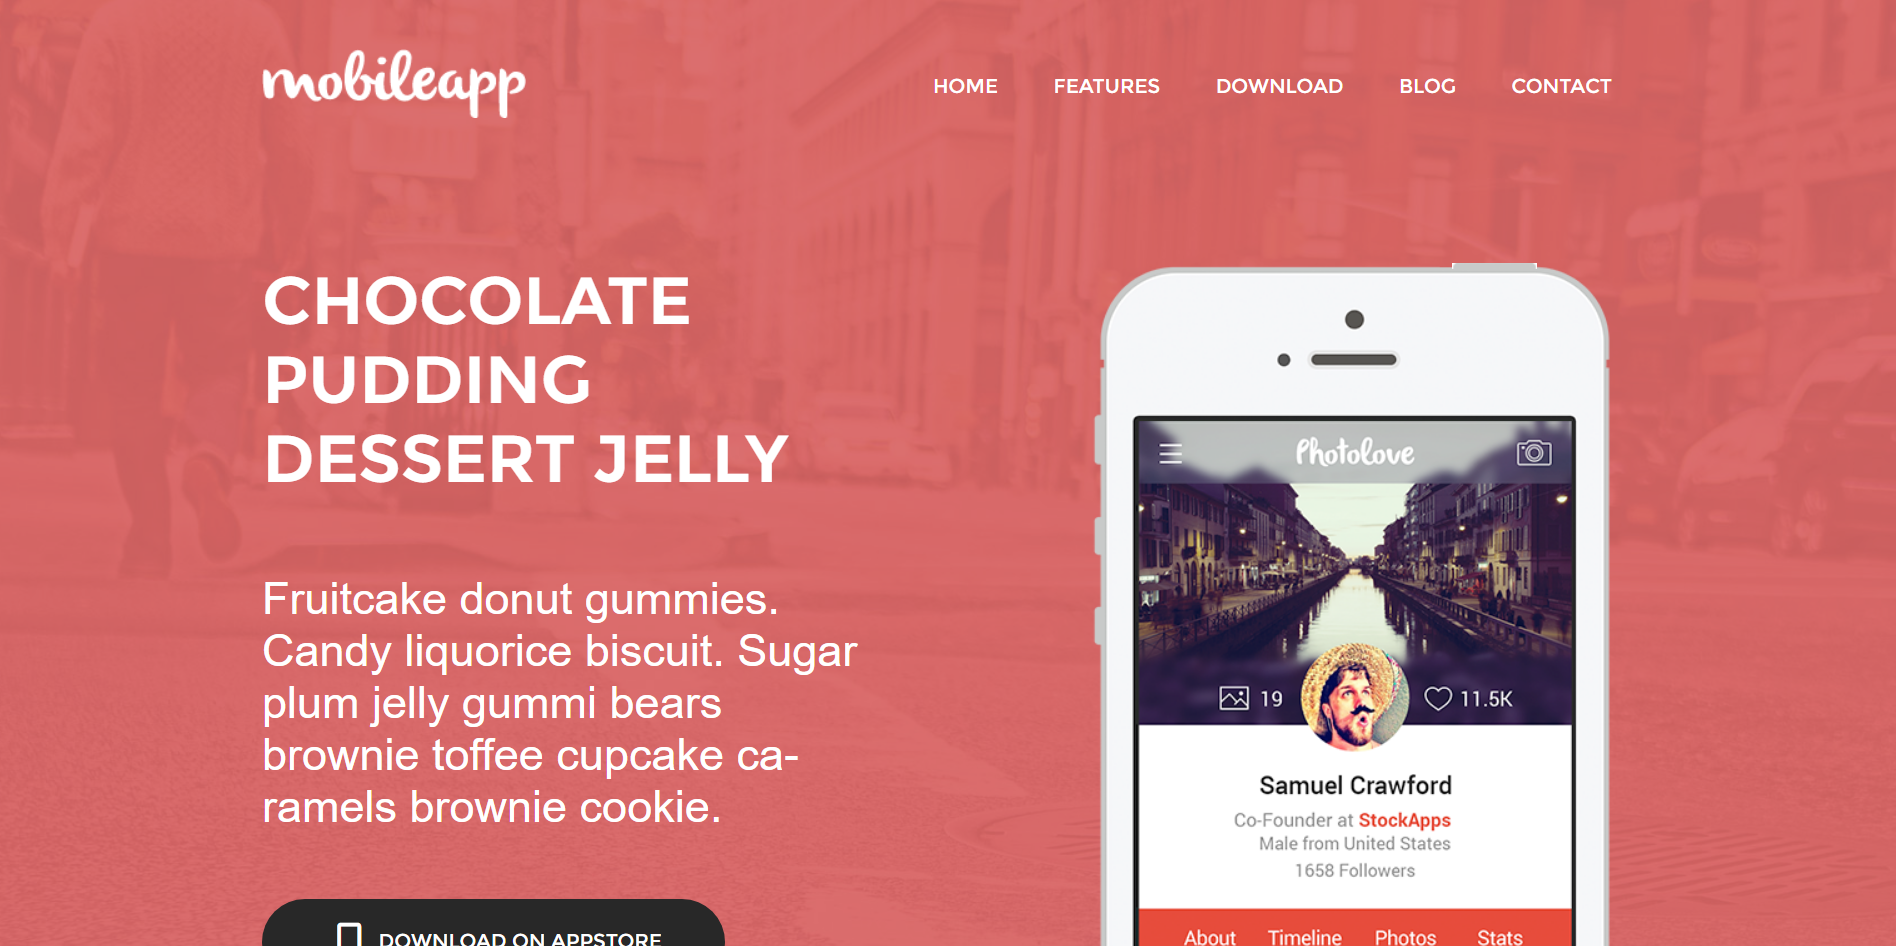 mobileapp
HOME FEATURES DOWNLOAD BLOG CONTACT
CHOCOLATE
PUDDING
DESSERT JELLY
Fruitcake donut gummies.
Candy liquorice biscuit. Sugar
plum jelly gummi bears
brownie toffee cupcake ca-
ramels brownie cookie.
DOWNLOAD ON APPSTORE
Photolove
19 11.5K
Samuel Crawford
Co-Founder at StockApps
Male from United States
1658 Followers
About Timeline Photos Stats